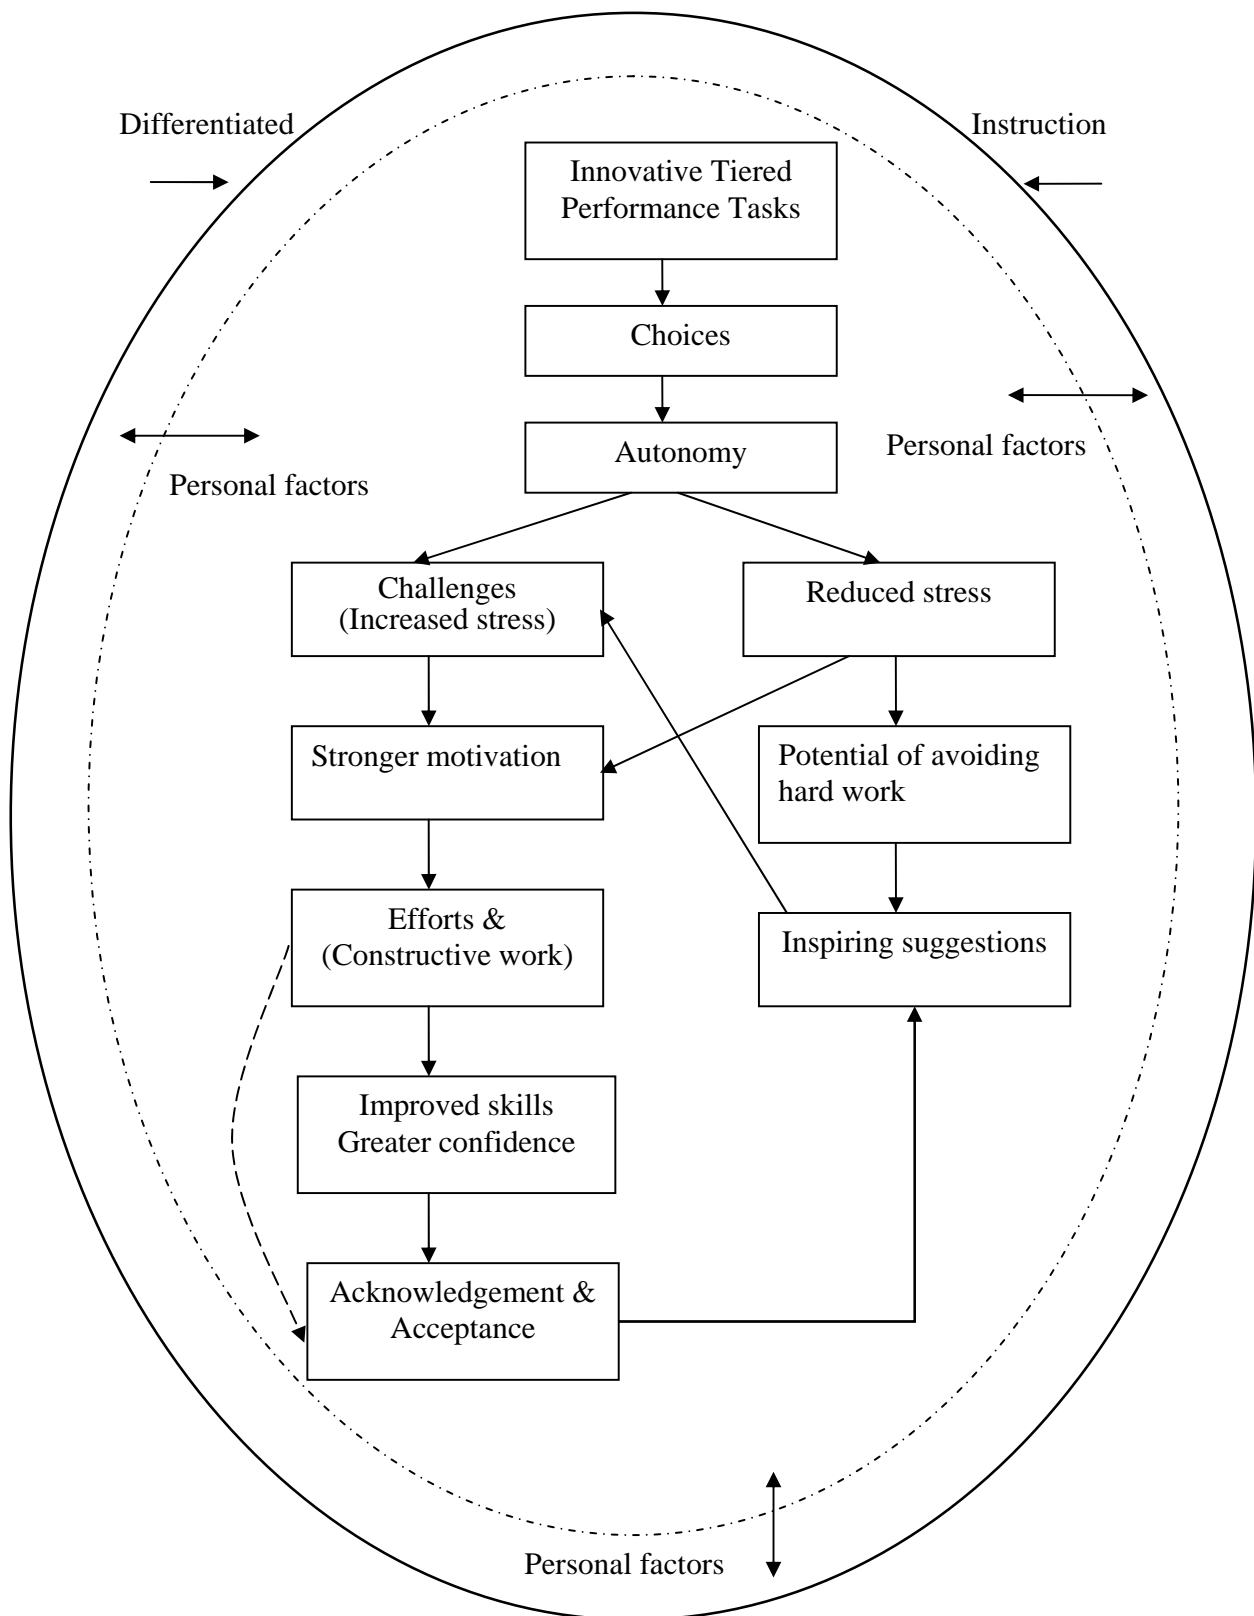 Differentiated
Instruction
Innovative Tiered
Performance Tasks
Choices
Autonomy
Personal factors
Personal factors
Challenges
(Increased stress)
Reduced stress
Stronger motivation
Potential of avoiding
hard work
Efforts &
(Constructive work)
Inspiring suggestions
Improved skills
Greater confidence
Acknowledgement &
Acceptance
Personal factors